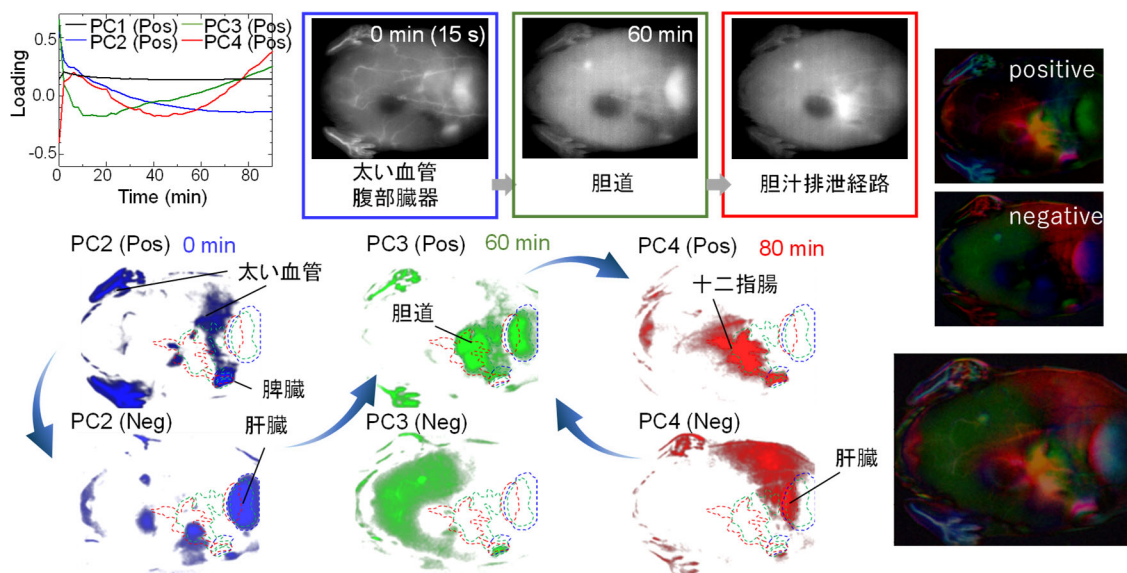 PC1 (Pos)
PC2 (Pos)
PC3 (Pos)
PC4 (Pos)
Loading
0.5
0.0
-0.5
0 20 40 60 80
Time (min)
0 min (15 s)
太い血管
腹部臓器
60 min
胆道
胆汁排泄経路
positive
negative
PC2 (Pos) 0 min
太い血管
脾臓
PC2 (Neg)
肝臓
PC3 (Pos) 60 min
胆道
PC3 (Neg)
PC4 (Pos) 80 min
十二指腸
PC4 (Neg)
肝臓